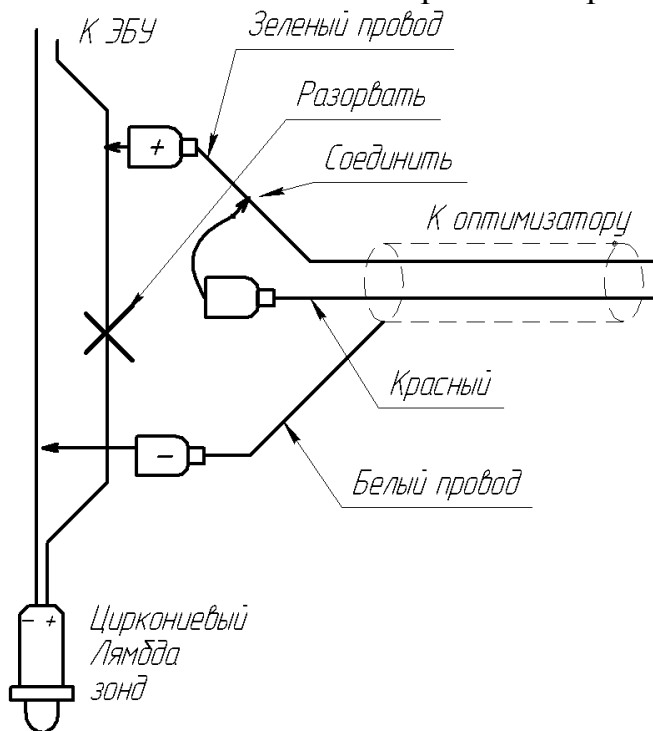 К ЭБУ
Зеленый провод
Разорвать
+
Соединить
К оптимизатору
Красный
−
Белый провод
− +
Циркониевый
Лямбда
зонд